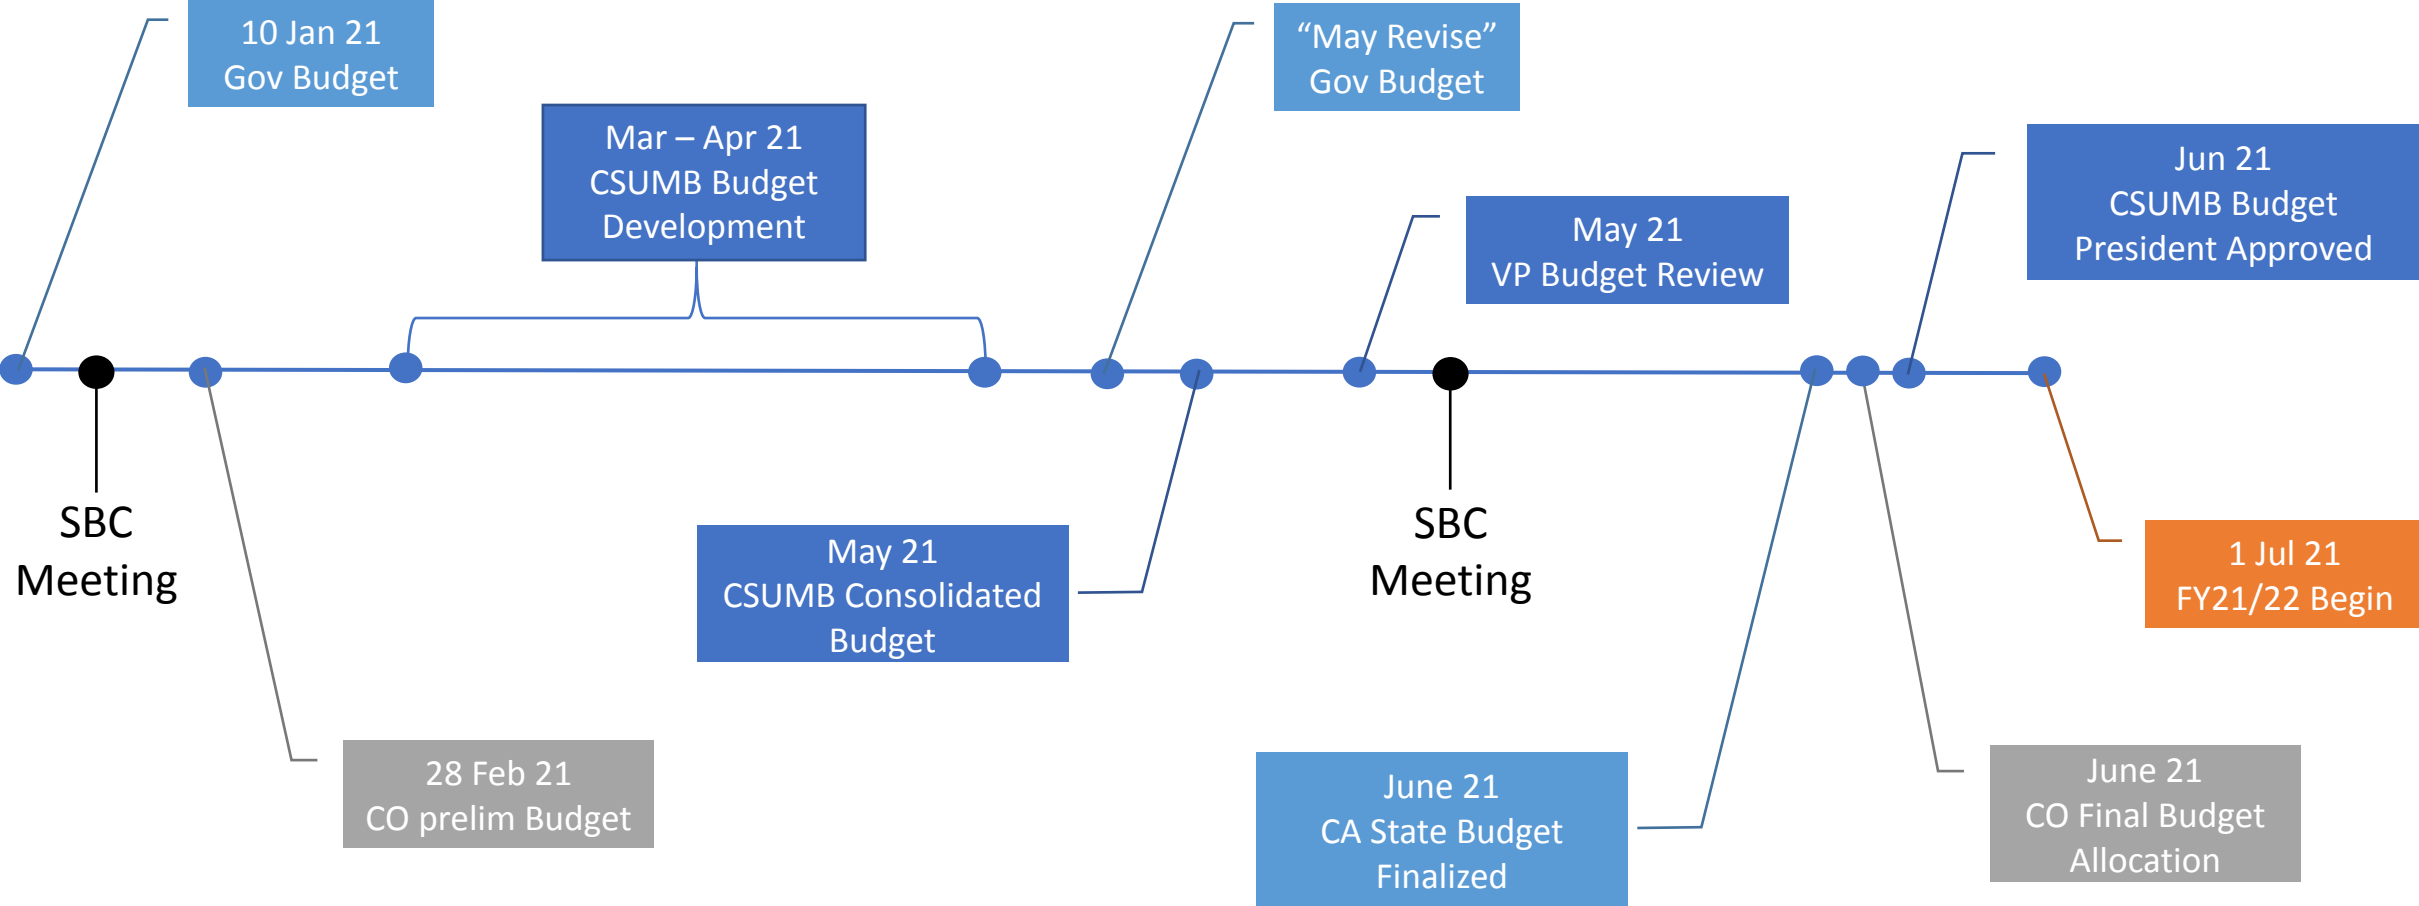 10 Jan 21
Gov Budget
“May Revise”
Gov Budget
Mar – Apr 21
CSUMB Budget
Development
May 21
VP Budget Review
Jun 21
CSUMB Budget
President Approved
SBC
Meeting
May 21
CSUMB Consolidated
Budget
SBC
Meeting
1 Jul 21
FY21/22 Begin
28 Feb 21
CO prelim Budget
June 21
CA State Budget
Finalized
June 21
CO Final Budget
Allocation